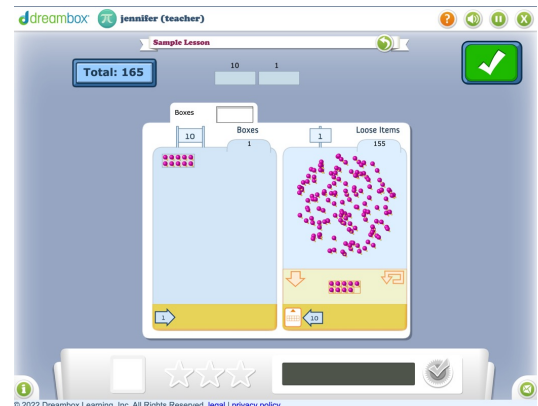 dreambox π jennifer (teacher) ? X
Sample Lesson
Total: 165
10 1
Boxes
10 Boxes 1 Loose Items
1 155
1 10
i
© 2022 Dreambox Learning, Inc. All Rights Reserved. legal | privacy policy